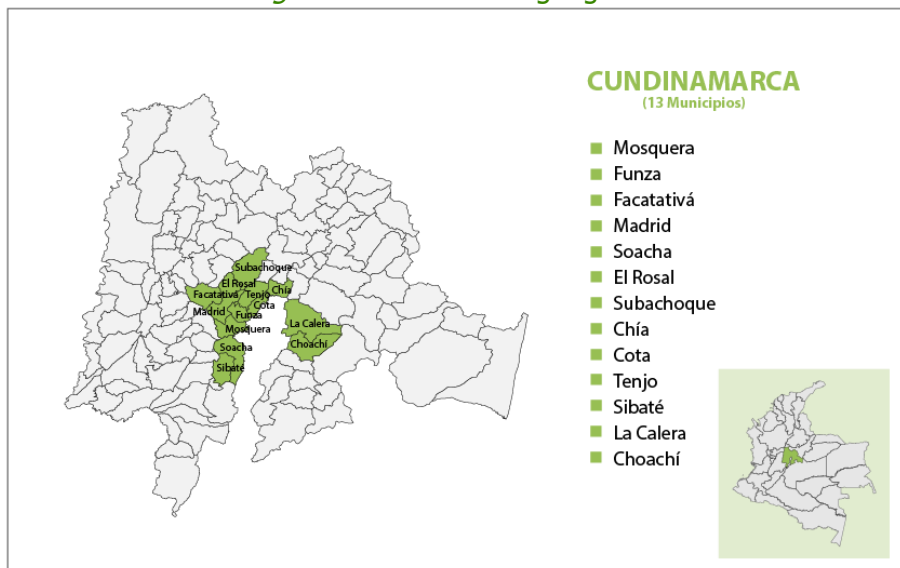 CUNDINAMARCA
(13 Municipios)
Mosquera
Funza
Facatativá
Madrid
Soacha
El Rosal
Subachoque
Chía
Cota
Tenjo
Sibaté
La Calera
Choachí
Subachoque
El Rosal
Chía
Facatativá
Tenjo
Cota
Madrid
Funza
La Calera
Mosquera
Choachí
Soacha
Sibaté